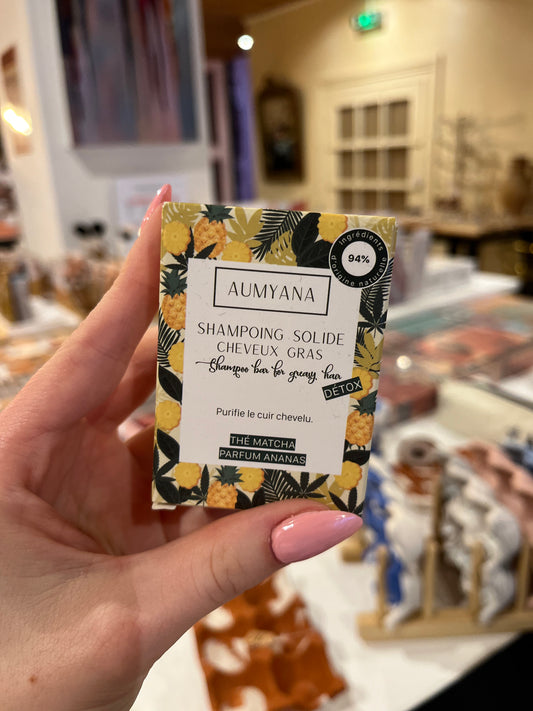 Ingrédients
94%
d'origine naturelle
AUMYANA
SHAMPOING SOLIDE
CHEVEUX GRAS
Shampoo bar for greasy hair
DÉTOX
Purifie le cuir chevelu.
THÉ MATCHA
PARFUM ANANAS